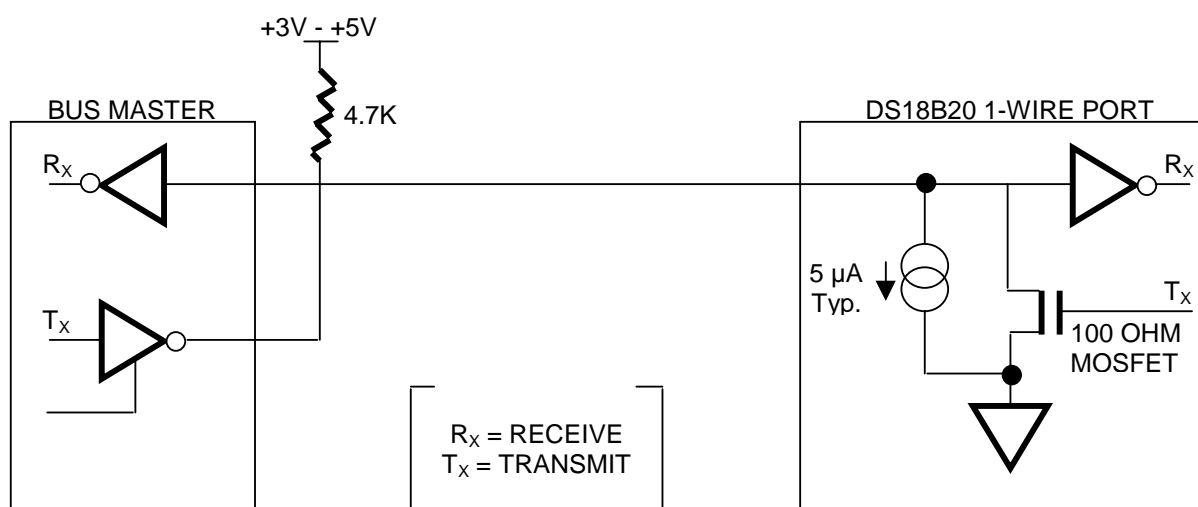 +3V - +5V
4.7K
BUS MASTER
DS18B20 1-WIRE PORT
RX
RX
5 µA
Typ.
TX
TX
100 OHM
MOSFET
RX = RECEIVE
TX = TRANSMIT